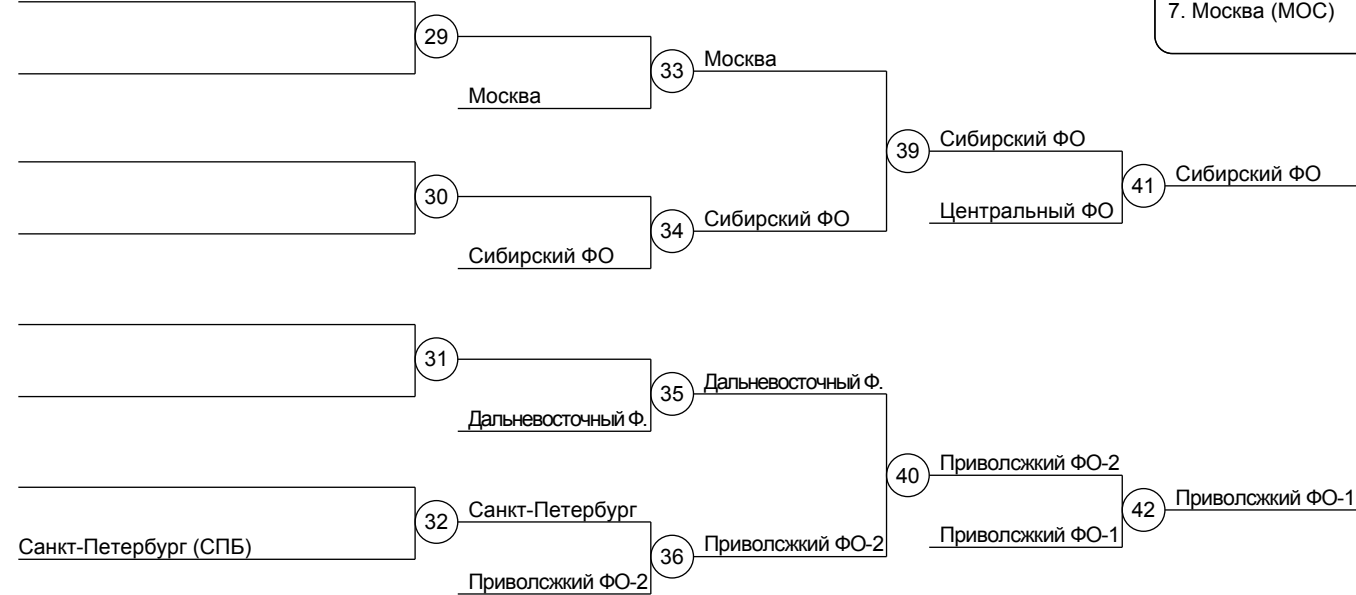 7. Москва (МОС)
29
Москва
33
Москва
39
Сибирский ФО
30
Сибирский ФО
34
Сибирский ФО
Центральный ФО
41
Сибирский ФО
31
Дальневосточный Ф.
35
Дальневосточный Ф.
40
Приволсжкий ФО-2
Санкт-Петербург (СПБ)
32
Санкт-Петербург
Приволсжкий ФО-2
36
Приволсжкий ФО-2
Приволсжкий ФО-1
42
Приволсжкий ФО-1